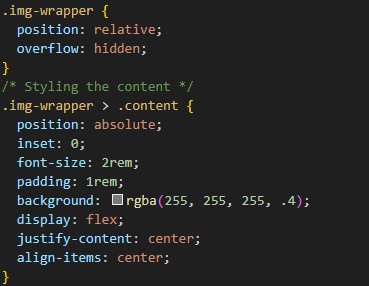 .img-wrapper {
  position: relative;
  overflow: hidden;
}
/* Styling the content */
.img-wrapper > .content {
  position: absolute;
  inset: 0;
  font-size: 2rem;
  padding: 1rem;
  background: rgba(255, 255, 255, .4);
  display: flex;
  justify-content: center;
  align-items: center;
}